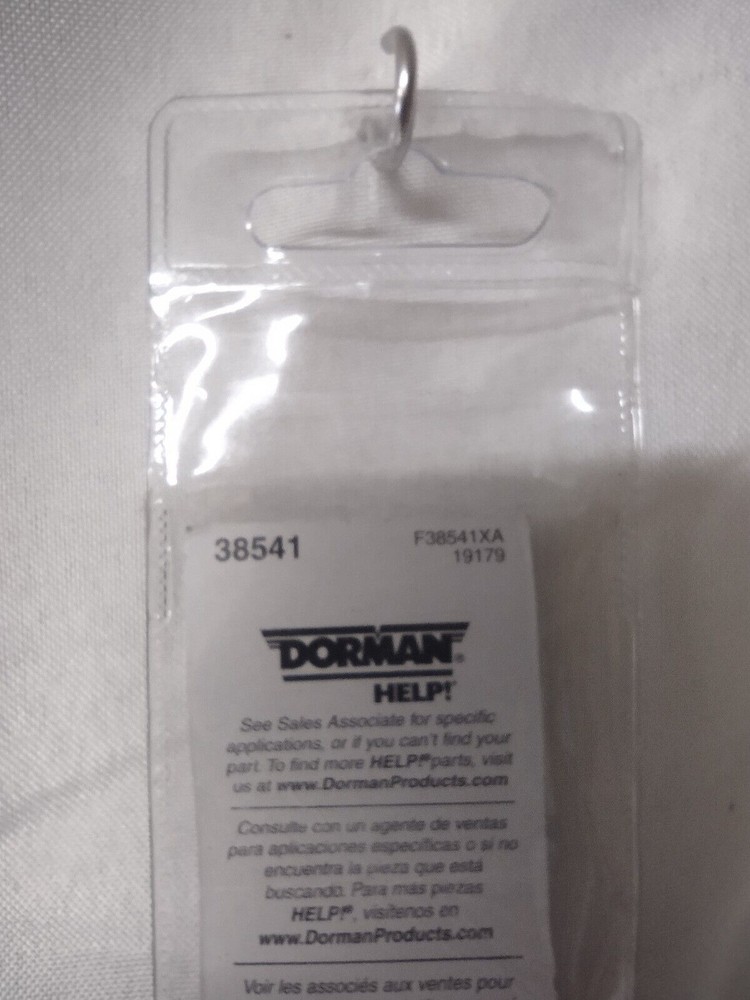 38541
F38541XA
19179
DORMAN®
HELP!®
See Sales Associate for specific
applications, or if you can't find your
part. To find more HELP!® parts, visit
us at www.DormanProducts.com
Consulte con un agente de ventas
para aplicaciones específicas o si no
encuentra la pieza que está
buscando. Para más piezas
HELP!®, visítenos en
www.DormanProducts.com
Voir les associés aux ventes pour